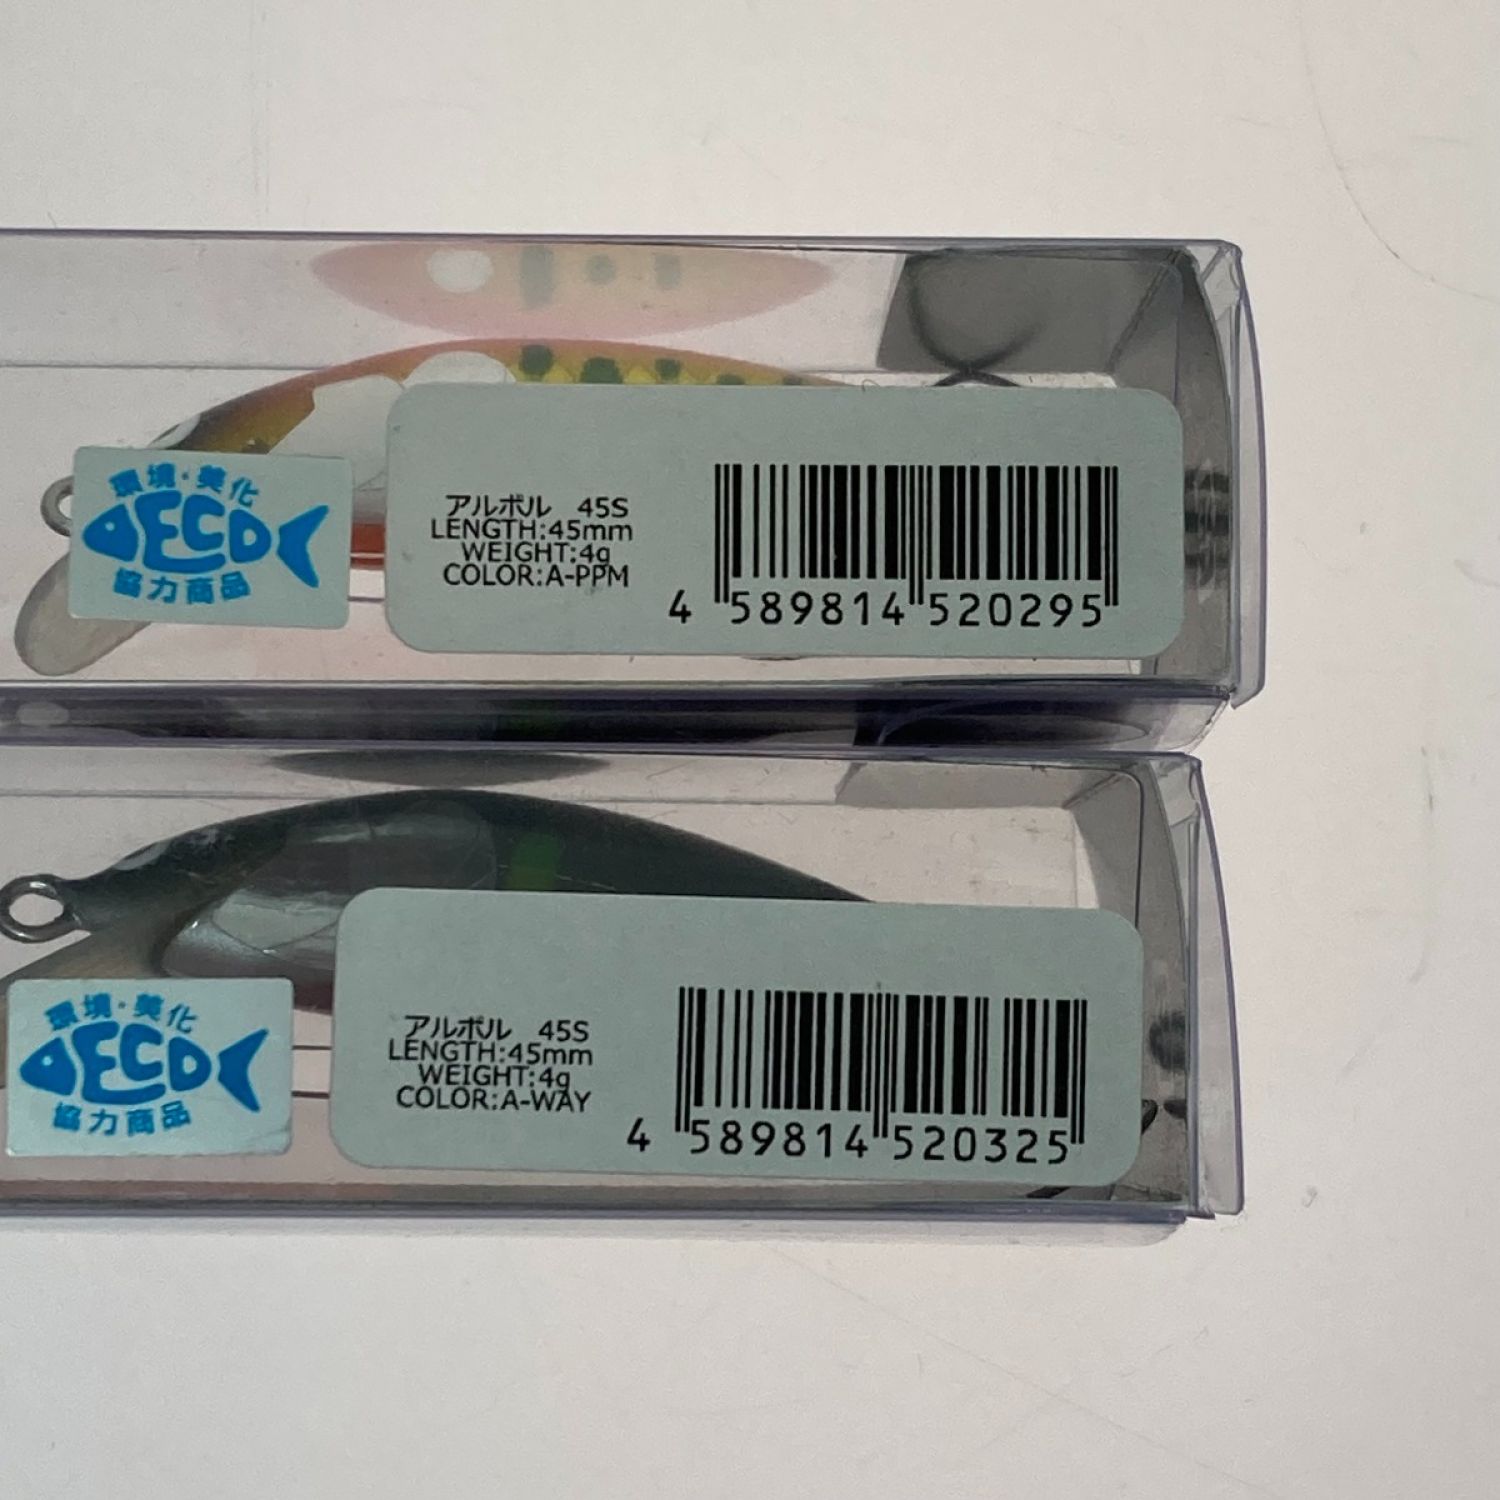 環境・美化
ECO
協力商品
アルボル 45S
LENGTH:45mm
WEIGHT:4g
COLOR:A-PPM
4 589814 520295
環境・美化
ECO
協力商品
アルボル 45S
LENGTH:45mm
WEIGHT:4g
COLOR:A-WAY
4 589814 520325